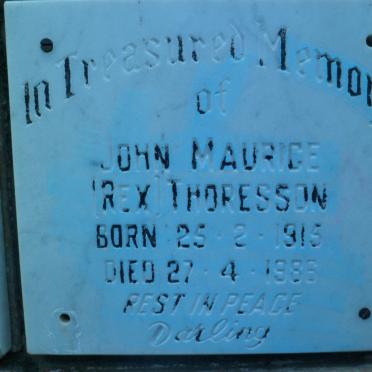 In Treasured Memory
of
JOHN MAURICE
(REX) THORESSON
BORN 25 · 2 · 1915
DIED 27 · 4 · 1986
REST IN PEACE
Darling